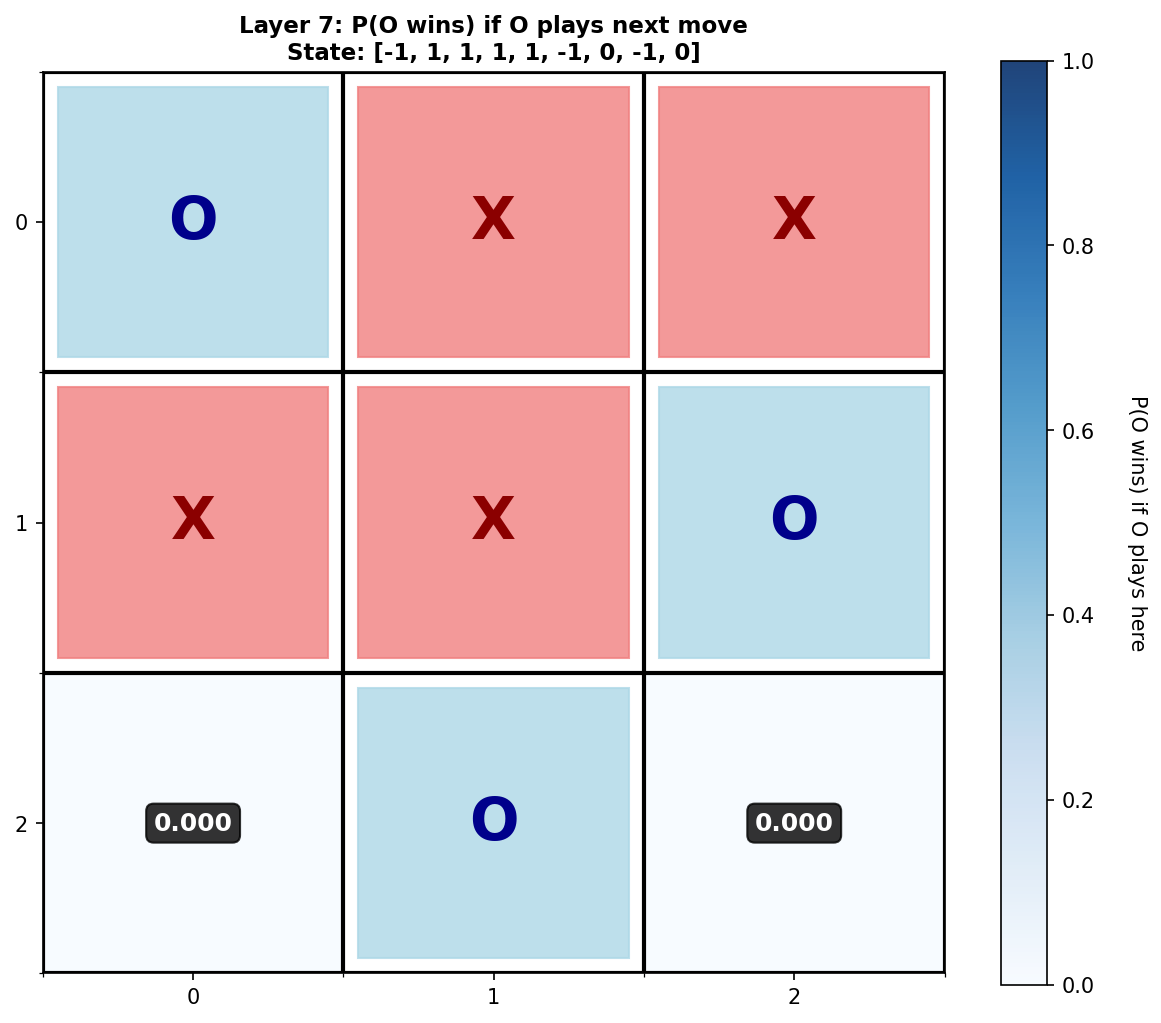 Layer 7: P(O wins) if O plays next move
State: [-1, 1, 1, 1, 1, -1, 0, -1, 0]
0
O
X
X
1
X
X
O
2
0.000
O
0.000
0
1
2
1.0
0.8
0.6
0.4
0.2
0.0
P(O wins) if O plays here